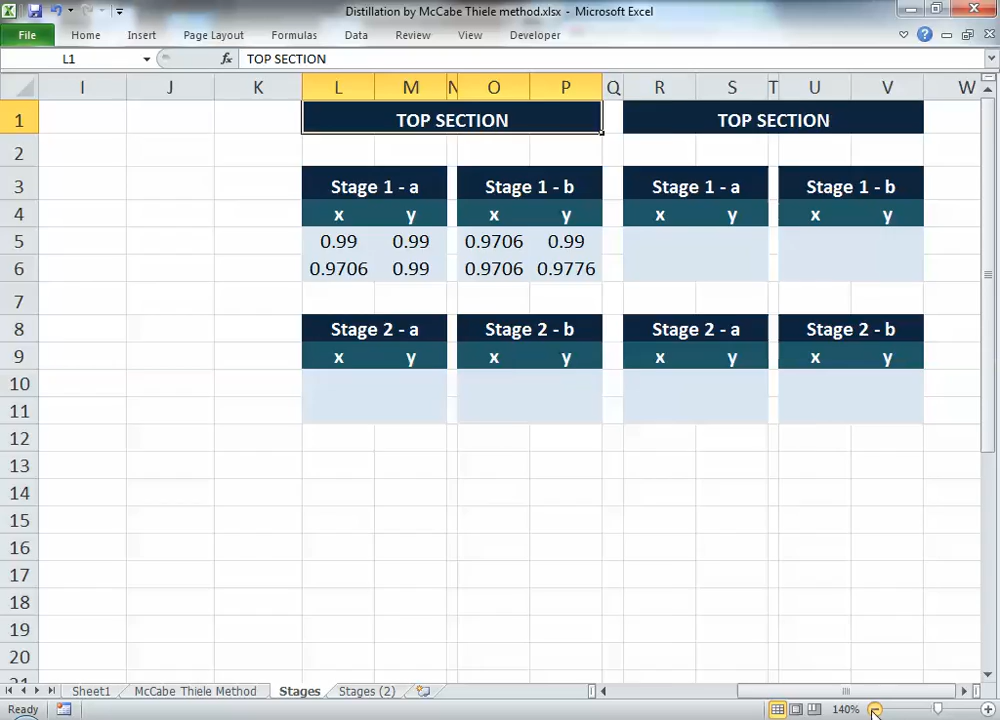 Distillation by McCabe Thiele method.xlsx - Microsoft Excel
File Home Insert Page Layout Formulas Data Review View Developer
L1 fx TOP SECTION
I J K L M N O P Q R S T U V W
1 TOP SECTION TOP SECTION
2
3 Stage 1 - a Stage 1 - b Stage 1 - a Stage 1 - b
4 x y x y x y x y
5 0.99 0.99 0.9706 0.99
6 0.9706 0.99 0.9706 0.9776
7
8 Stage 2 - a Stage 2 - b Stage 2 - a Stage 2 - b
9 x y x y x y x y
10
11
12
13
14
15
16
17
18
19
20
Sheet1 McCabe Thiele Method Stages Stages (2)
Ready 140%